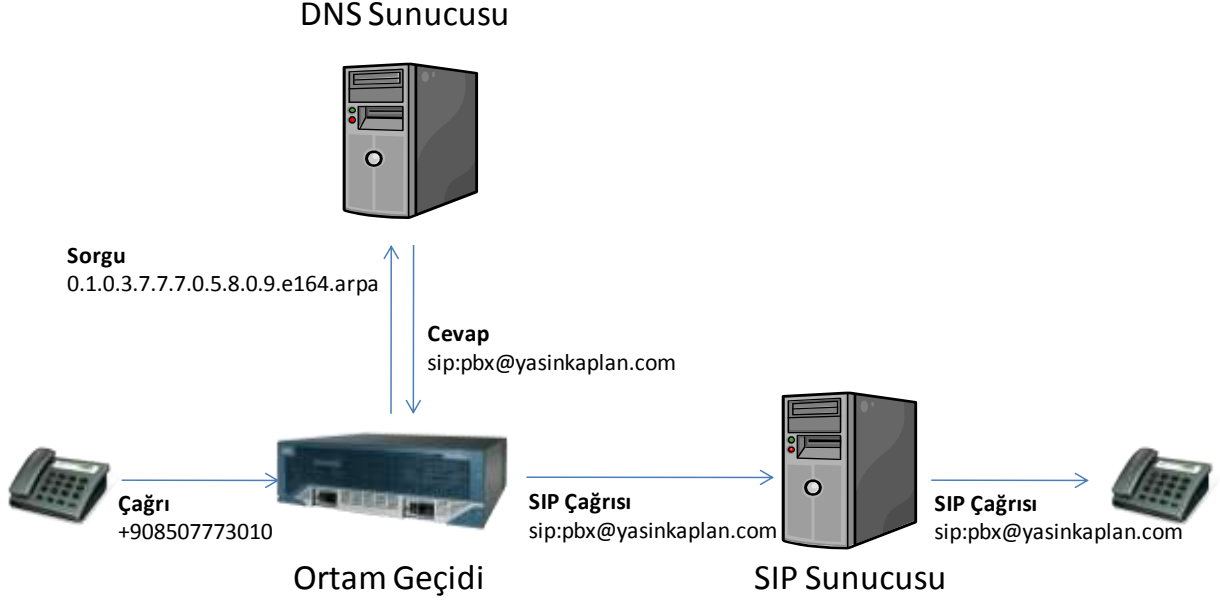 DNS Sunucusu
Sorgu
0.1.0.3.7.7.7.0.5.8.0.9.e164.arpa
Cevap
sip:pbx@yasinkaplan.com
Çağrı
+908507773010
SIP Çağrısı
sip:pbx@yasinkaplan.com
SIP Çağrısı
sip:pbx@yasinkaplan.com
Ortam Geçidi
SIP Sunucusu